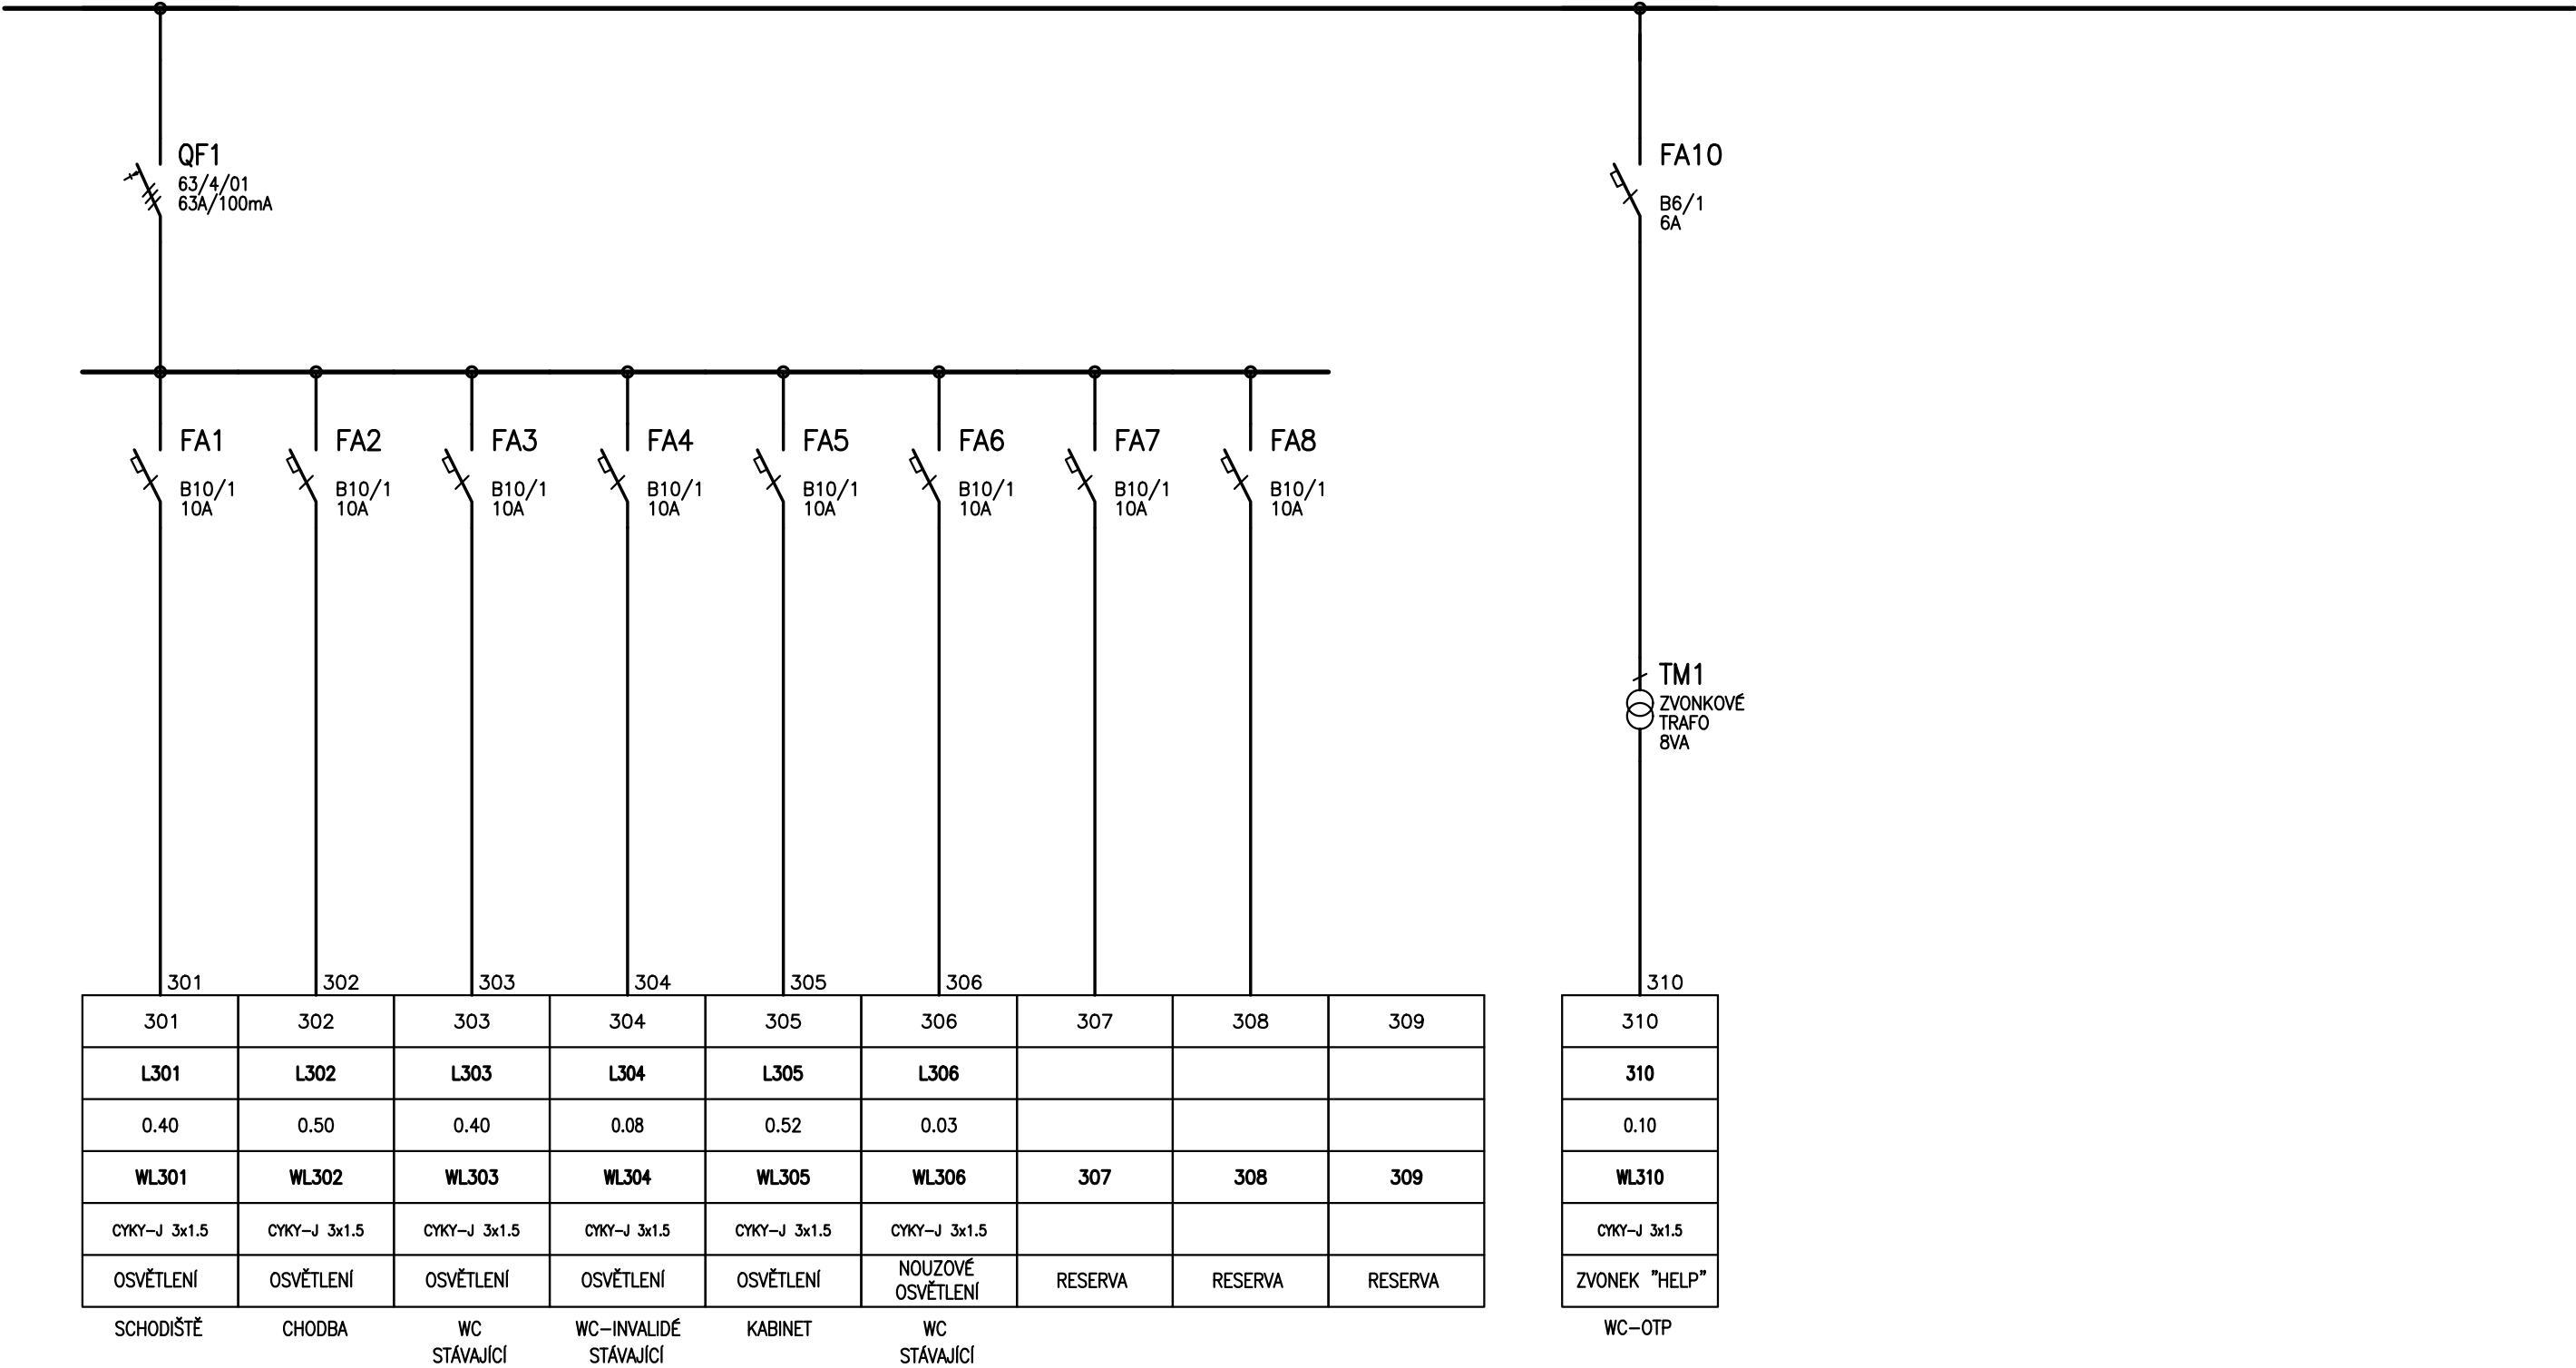 QF1
63/4/01
63A/100mA
FA10
B6/1
6A
FA1
B10/1
10A
FA2
B10/1
10A
FA3
B10/1
10A
FA4
B10/1
10A
FA5
B10/1
10A
FA6
B10/1
10A
FA7
B10/1
10A
FA8
B10/1
10A
TM1
ZVONKOVÉ
TRAFO
8VA
301 302 303 304 305 306 310
301 302 303 304 305 306 307 308 309 310
L301 L302 L303 L304 L305 L306 310
0.40 0.50 0.40 0.08 0.52 0.03 0.10
WL301 WL302 WL303 WL304 WL305 WL306 307 308 309 WL310
CYKY-J 3x1.5 CYKY-J 3x1.5 CYKY-J 3x1.5 CYKY-J 3x1.5 CYKY-J 3x1.5 CYKY-J 3x1.5 CYKY-J 3x1.5
OSVĚTLENÍ OSVĚTLENÍ OSVĚTLENÍ OSVĚTLENÍ OSVĚTLENÍ
NOUZOVÉ
OSVĚTLENÍ
RESERVA RESERVA RESERVA ZVONEK "HELP"
SCHODIŠTĚ
CHODBA
WC
STÁVAJÍCÍ
WC-INVALIDÉ
STÁVAJÍCÍ
KABINET
WC
STÁVAJÍCÍ
WC-OTP